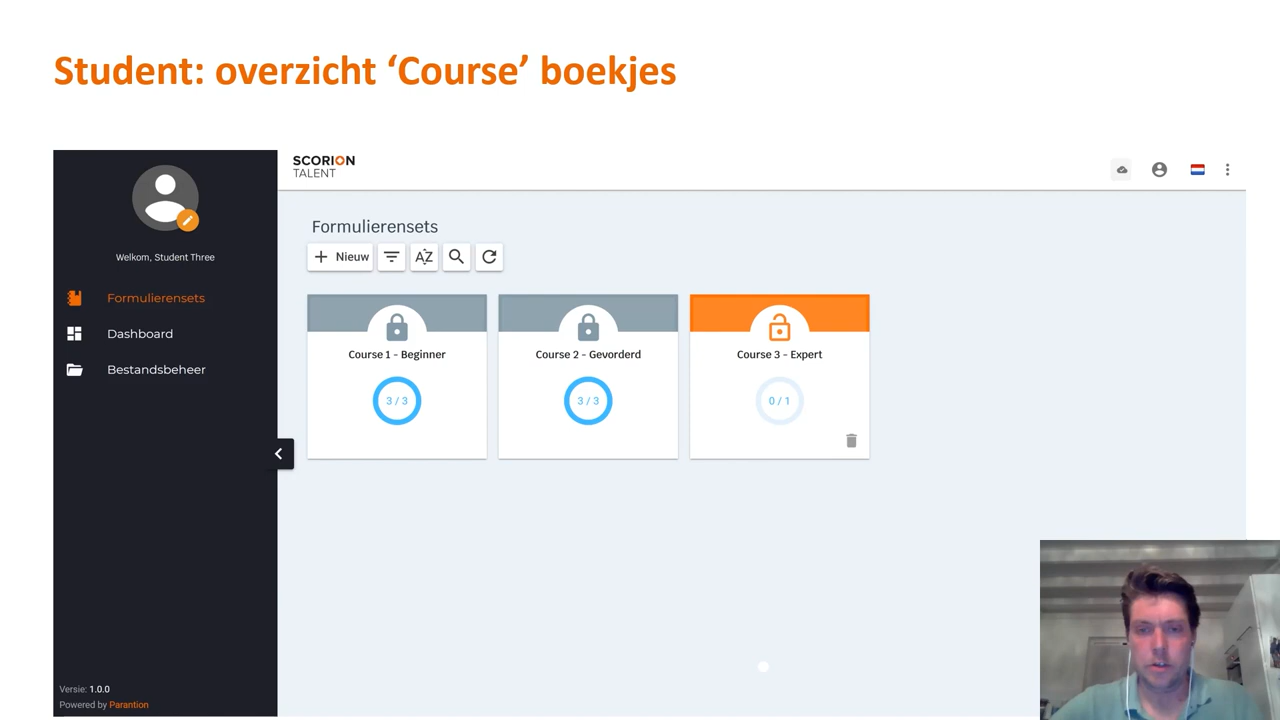 Student: overzicht ‘Course’ boekjes
SCORION
TALENT
Welkom, Student Three
Formulierensets
Dashboard
Bestandsbeheer
Formulierensets
+ Nieuw
AZ
Course 1 - Beginner
3 / 3
Course 2 - Gevorderd
3 / 3
Course 3 - Expert
0 / 1
Versie: 1.0.0
Powered by Parantion